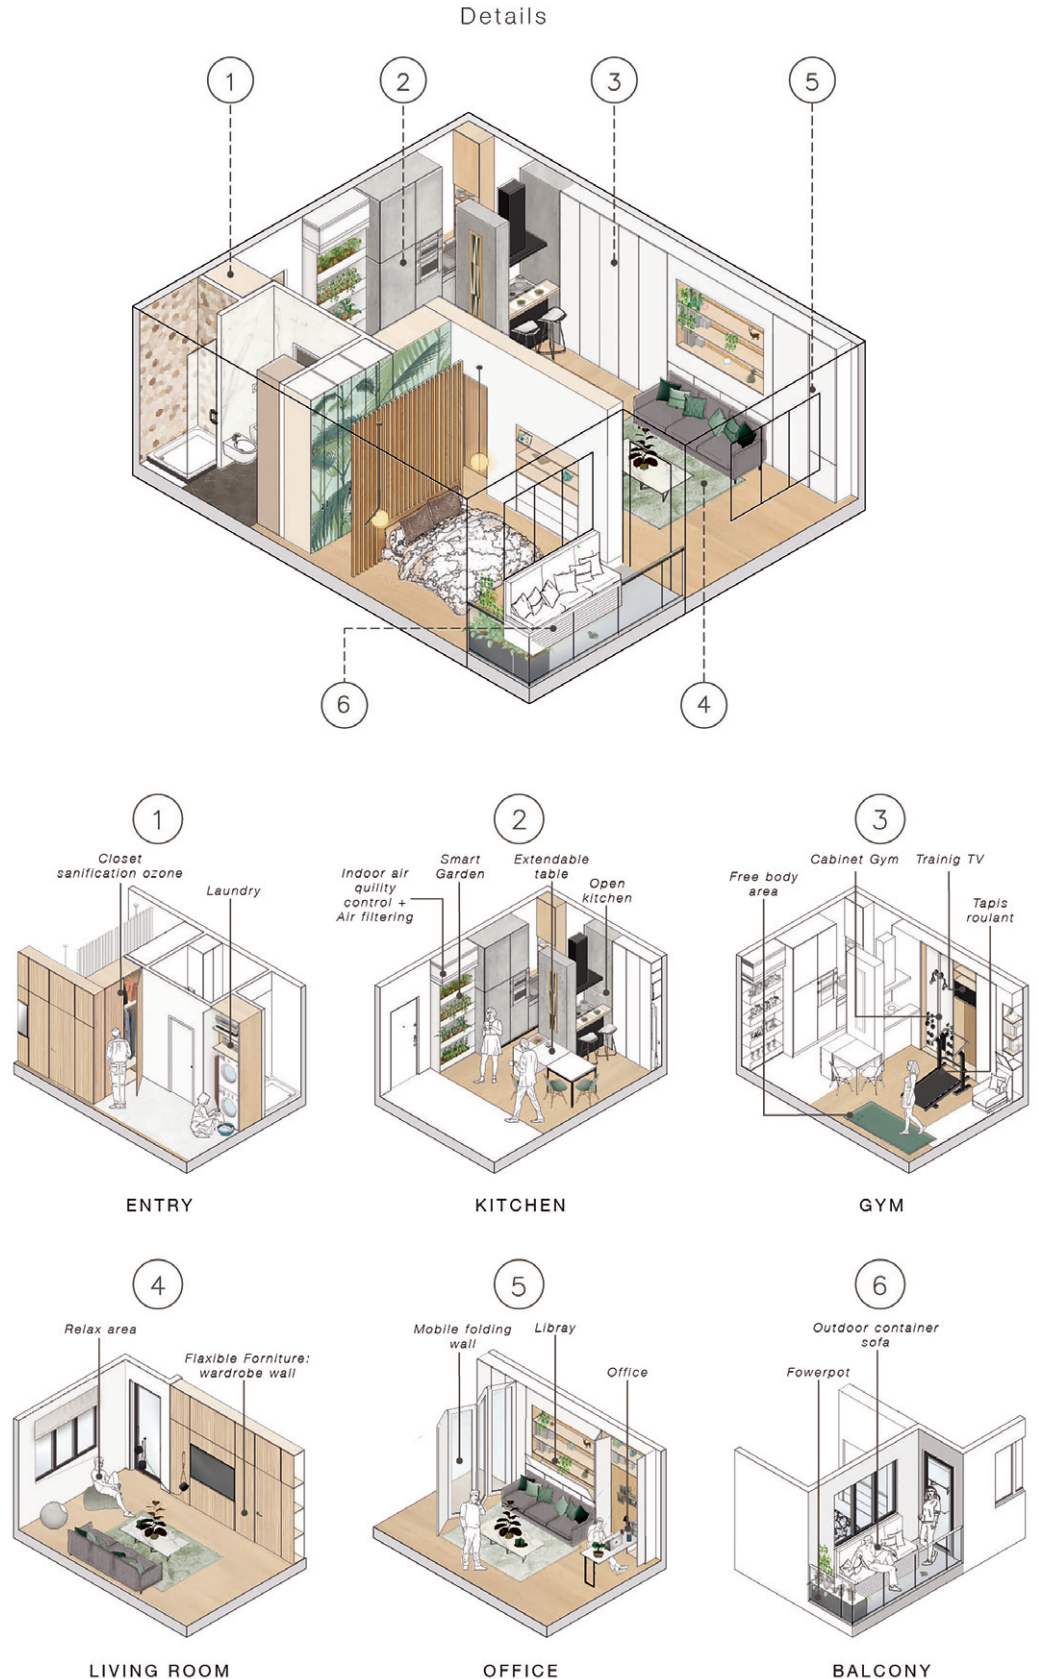 Details
1
2
3
5
6
4
1
Closet
sanification ozone
Laundry
ENTRY
2
Indoor air
quility
control +
Air filtering
Smart
Garden
Extendable
table
Open
kitchen
KITCHEN
3
Free body
area
Cabinet Gym
Trainig TV
Tapis
roulant
GYM
4
Relax area
Flaxible Forniture:
wardrobe wall
LIVING ROOM
5
Mobile folding
wall
Libray
Office
OFFICE
6
Outdoor container
sofa
Fowerpot
BALCONY